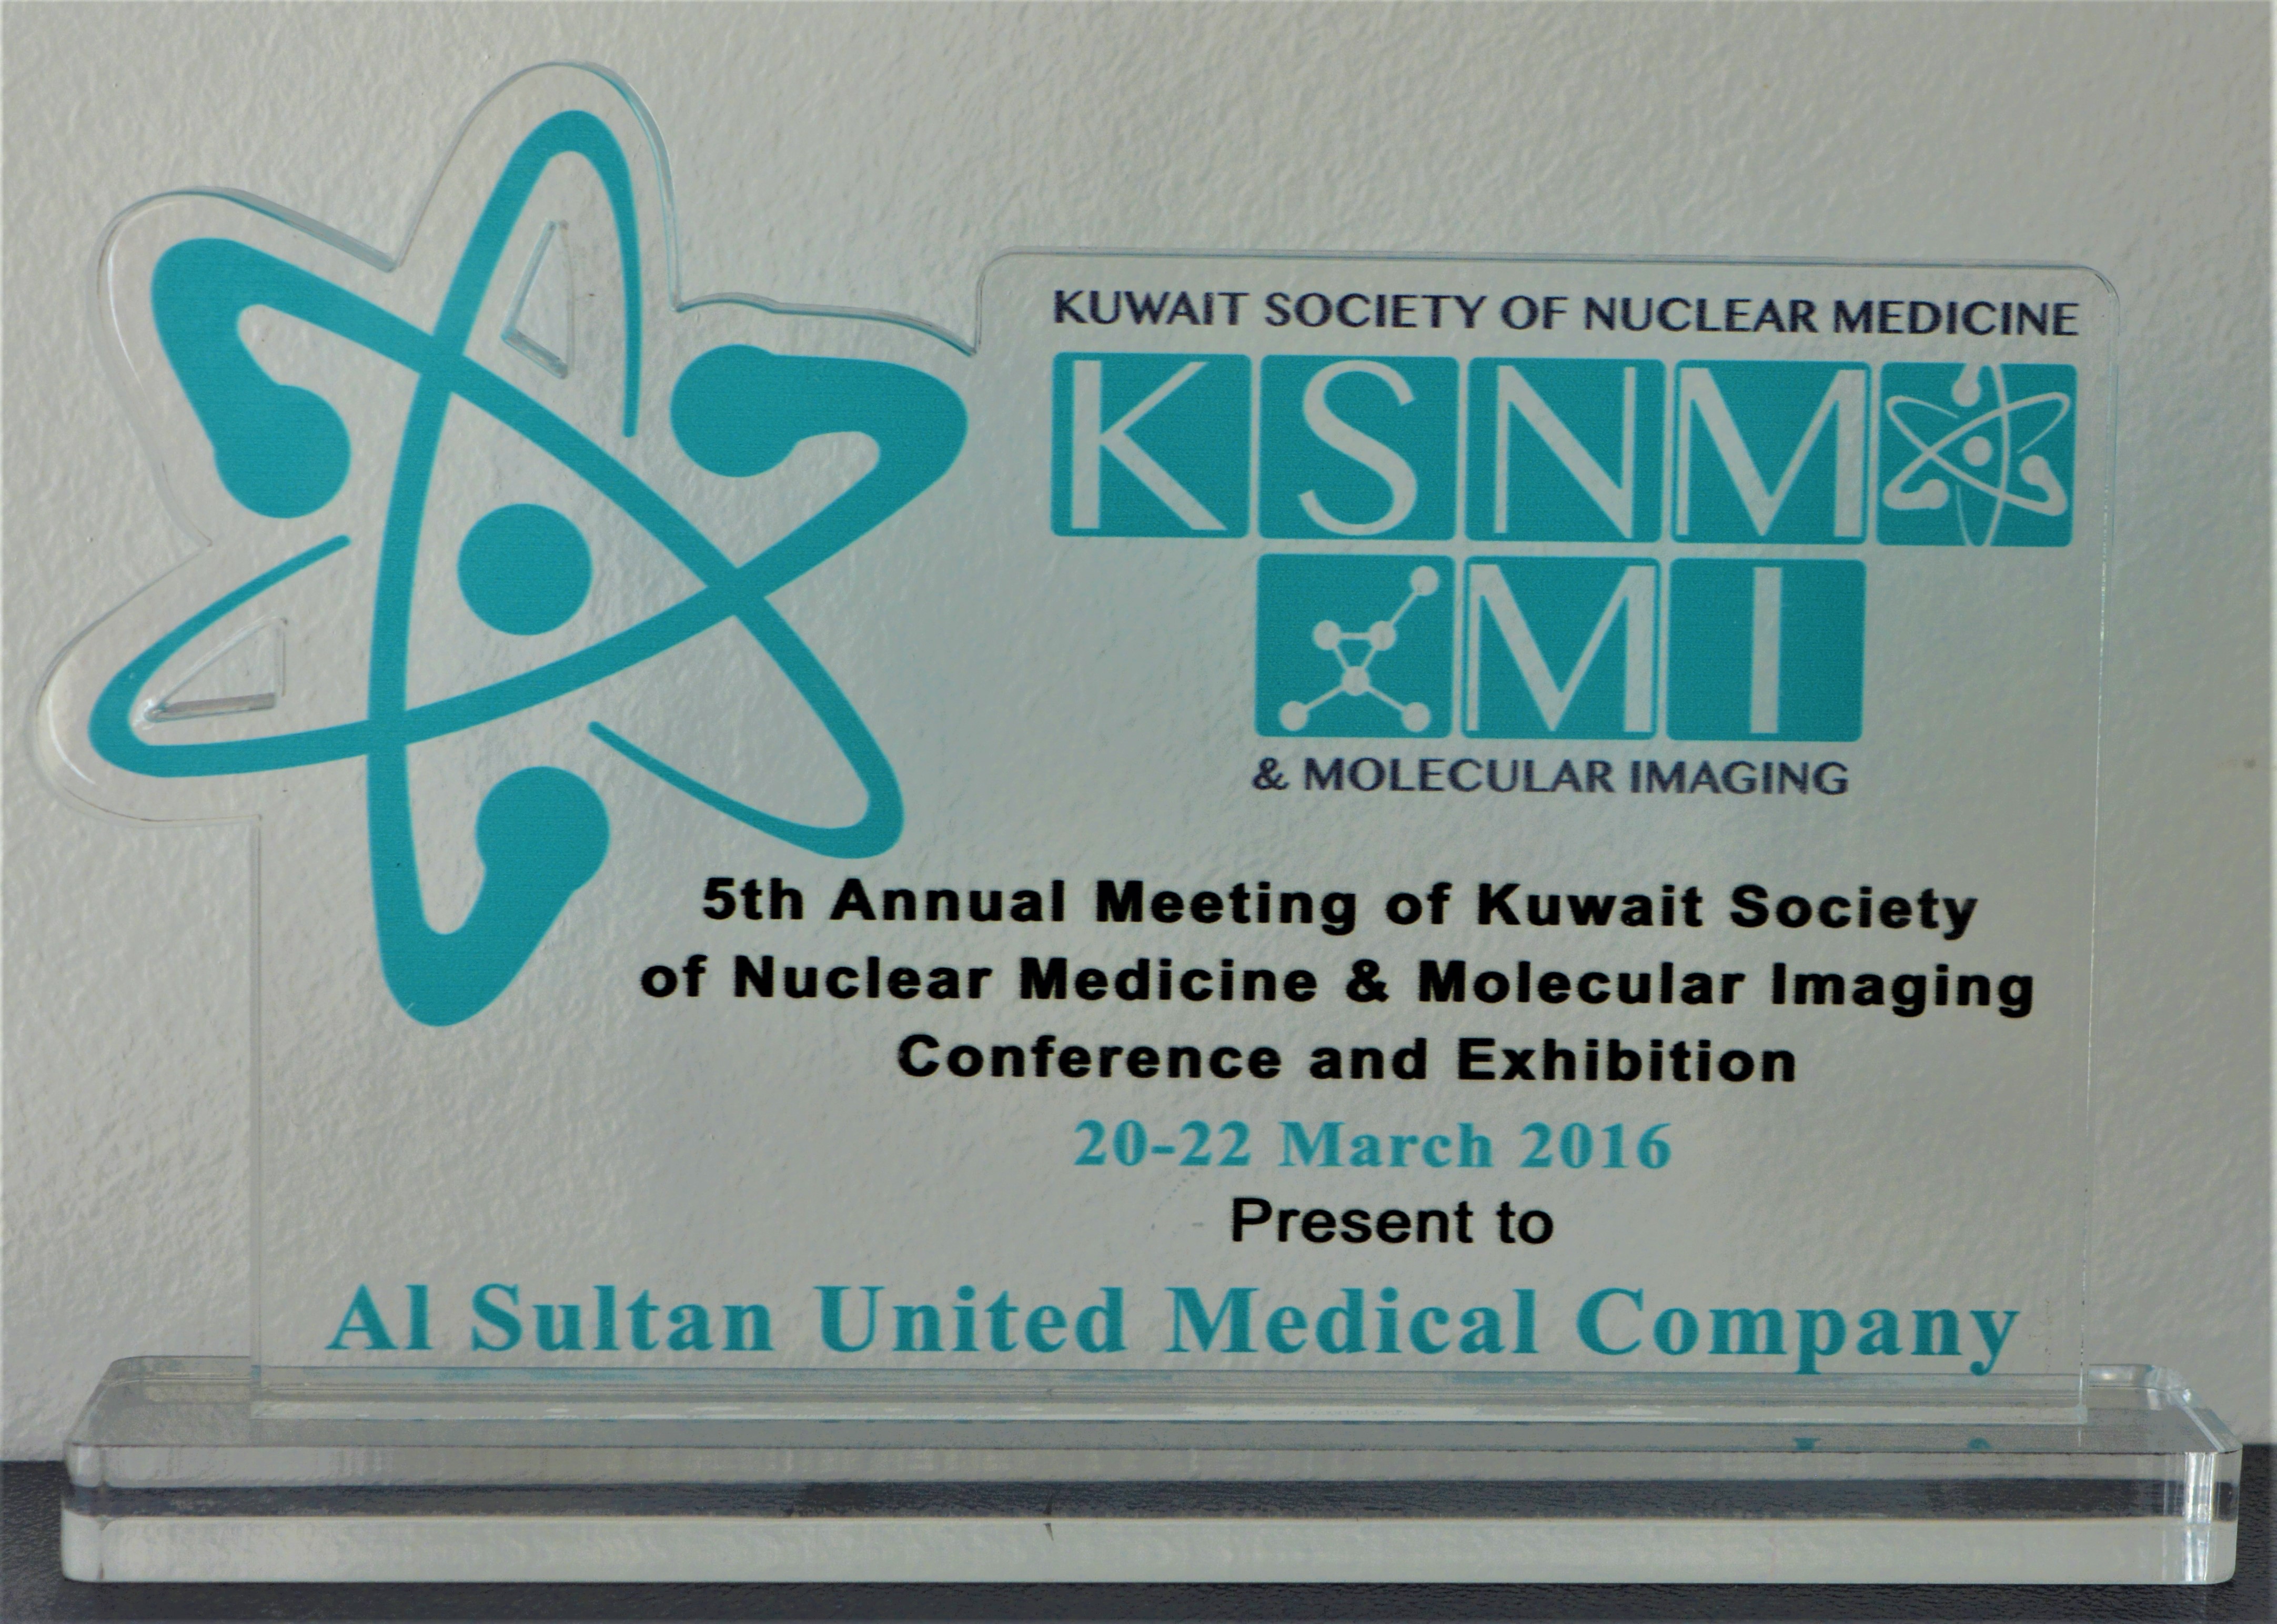 KUWAIT SOCIETY OF NUCLEAR MEDICINE
KSNM
MI
& MOLECULAR IMAGING
5th Annual Meeting of Kuwait Society
of Nuclear Medicine & Molecular Imaging
Conference and Exhibition
20-22 March 2016
Present to
Al Sultan United Medical Company